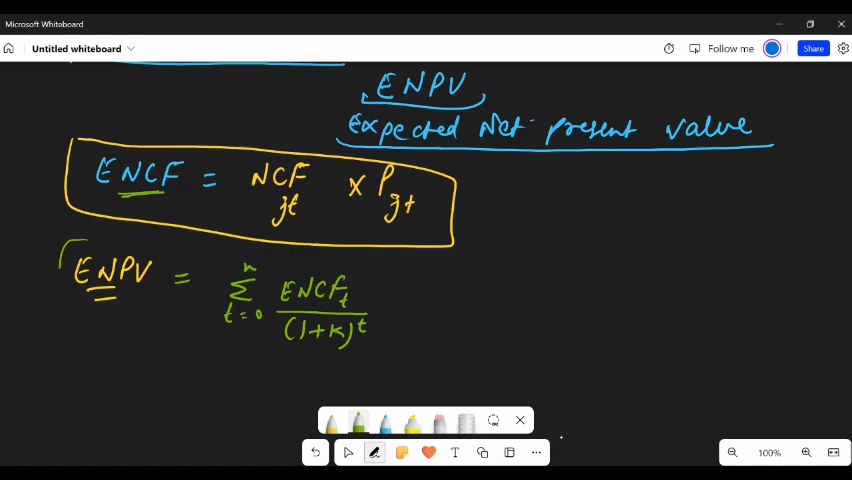 Microsoft Whiteboard
Untitled whiteboard
Follow me
Share
ENPV
Expected Net present value
ENCF = NCF jt × P jt
ENPV = n Σ t=0 ENCFt / (1+K)^t
100%